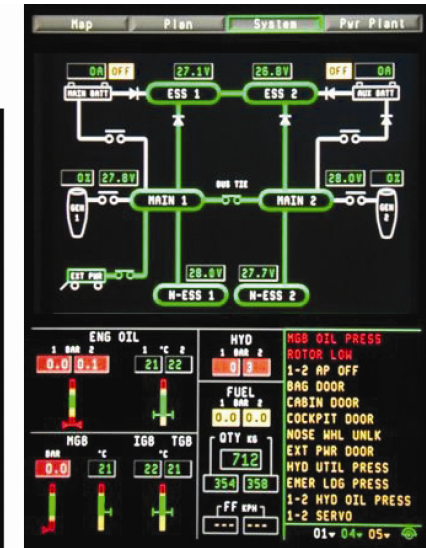 Map Plan System Pwr Plant
0A OFF 27.1V 26.8V OFF 0A
MAIN BATT ESS 1 ESS 2 AUX BATT
0% 27.8V BUS TIE 28.0V 0%
GEN 1 MAIN 1 MAIN 2 GEN 2
EXT PWR 28.0V 27.7V
N-ESS 1 N-ESS 2
ENG OIL
1 BAR 2 1 °C 2
0.0 0.1 21 22
MGB IGB TGB
BAR °C °C
0.0 21 22 21
HYD
1 BAR 2
0 3
FUEL
1 BAR 2
0.0 0.0
QTY KG
712
354 358
FF KPH
--- ---
MGB OIL PRESS
ROTOR LOW
1-2 AP OFF
BAG DOOR
CABIN DOOR
COCKPIT DOOR
NOSE WHL UNLK
EXT PWR DOOR
HYD UTIL PRESS
EMER LDG PRESS
1-2 HYD OIL PRESS
1-2 SERVO
01 04 05